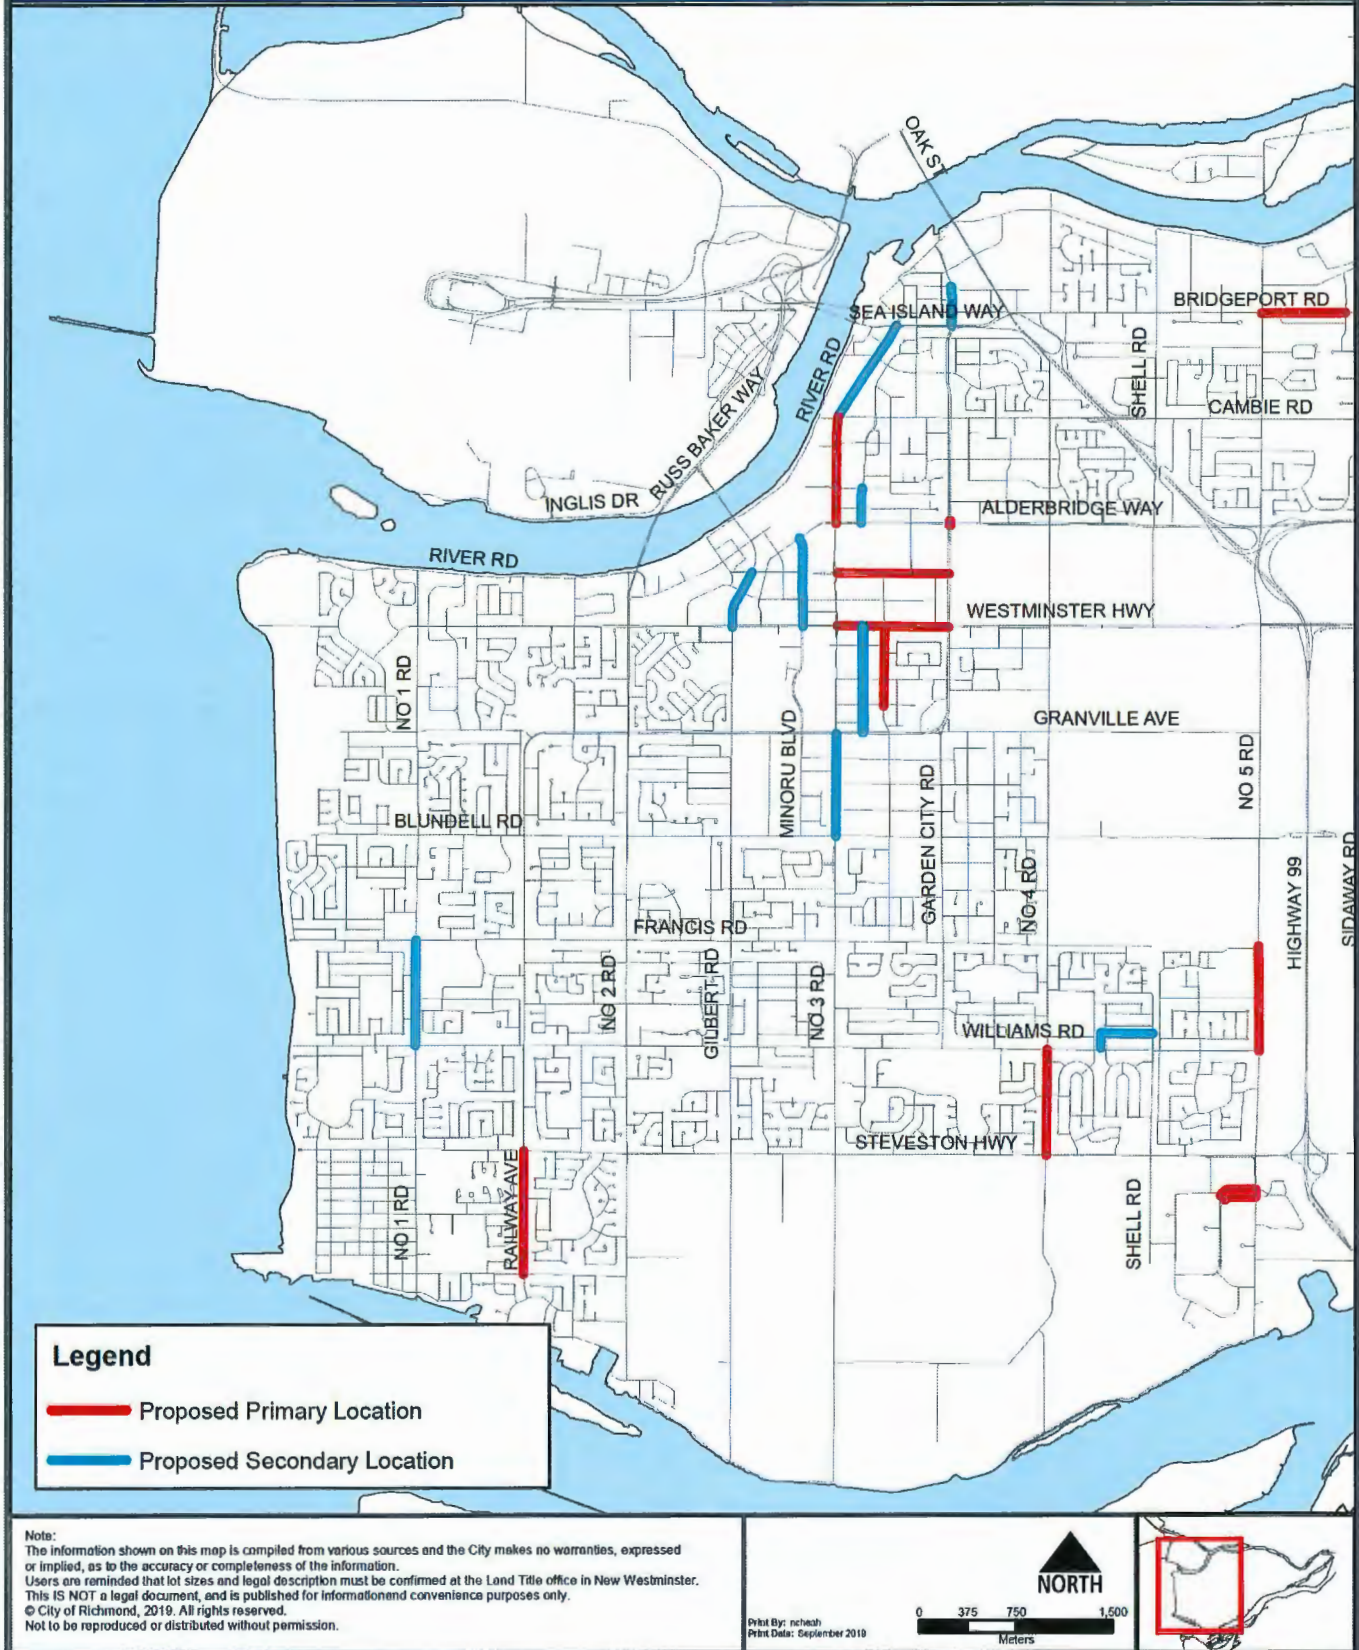 OAK ST
BRIDGEPORT RD
SEA ISLAND WAY
SHELL RD
RIVER RD
RUSS BAKER WAY
CAMBIE RD
INGLIS DR
ALDERBRIDGE WAY
RIVER RD
WESTMINSTER HWY
NO 1 RD
GRANVILLE AVE
MINORU BLVD
NO 5 RD
GARDEN CITY RD
BLUNDELL RD
SIDAWAY RD
NO 4 RD
HIGHWAY 99
FRANCIS RD
NO 2 RD
GILBERT RD
NO 3 RD
WILLIAMS RD
STEVESTON HWY
NO 1 RD
RAILWAY AVE
SHELL RD
Legend
Proposed Primary Location
Proposed Secondary Location
Note:
The information shown on this map is compiled from various sources and the City makes no warranties, expressed
or implied, as to the accuracy or completeness of the information.
Users are reminded that lot sizes and legal description must be confirmed at the Land Title office in New Westminster.
This IS NOT a legal document, and is published for informationend convenience purposes only.
© City of Richmond, 2019. All rights reserved.
Not to be reproduced or distributed without permission.
NORTH
Print By: ncheah
Print Date: September 2019
0 375 750 1,500
Meters